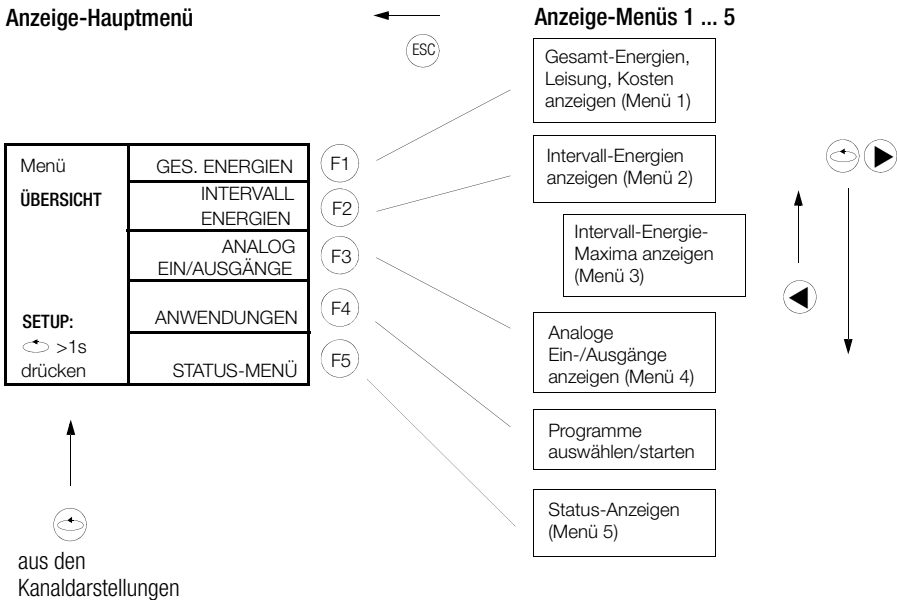 Anzeige-Hauptmenü
ESC
Anzeige-Menüs 1 ... 5
Menü
ÜBERSICHT
SETUP:
>1s
drücken
GES. ENERGIEN
INTERVALL
ENERGIEN
ANALOG
EIN/AUSGÄNGE
ANWENDUNGEN
STATUS-MENÜ
F1
F2
F3
F4
F5
Gesamt-Energien,
Leisung, Kosten
anzeigen (Menü 1)
Intervall-Energien
anzeigen (Menü 2)
Intervall-Energie-
Maxima anzeigen
(Menü 3)
Analoge
Ein-/Ausgänge
anzeigen (Menü 4)
Programme
auswählen/starten
Status-Anzeigen
(Menü 5)
aus den
Kanaldarstellungen